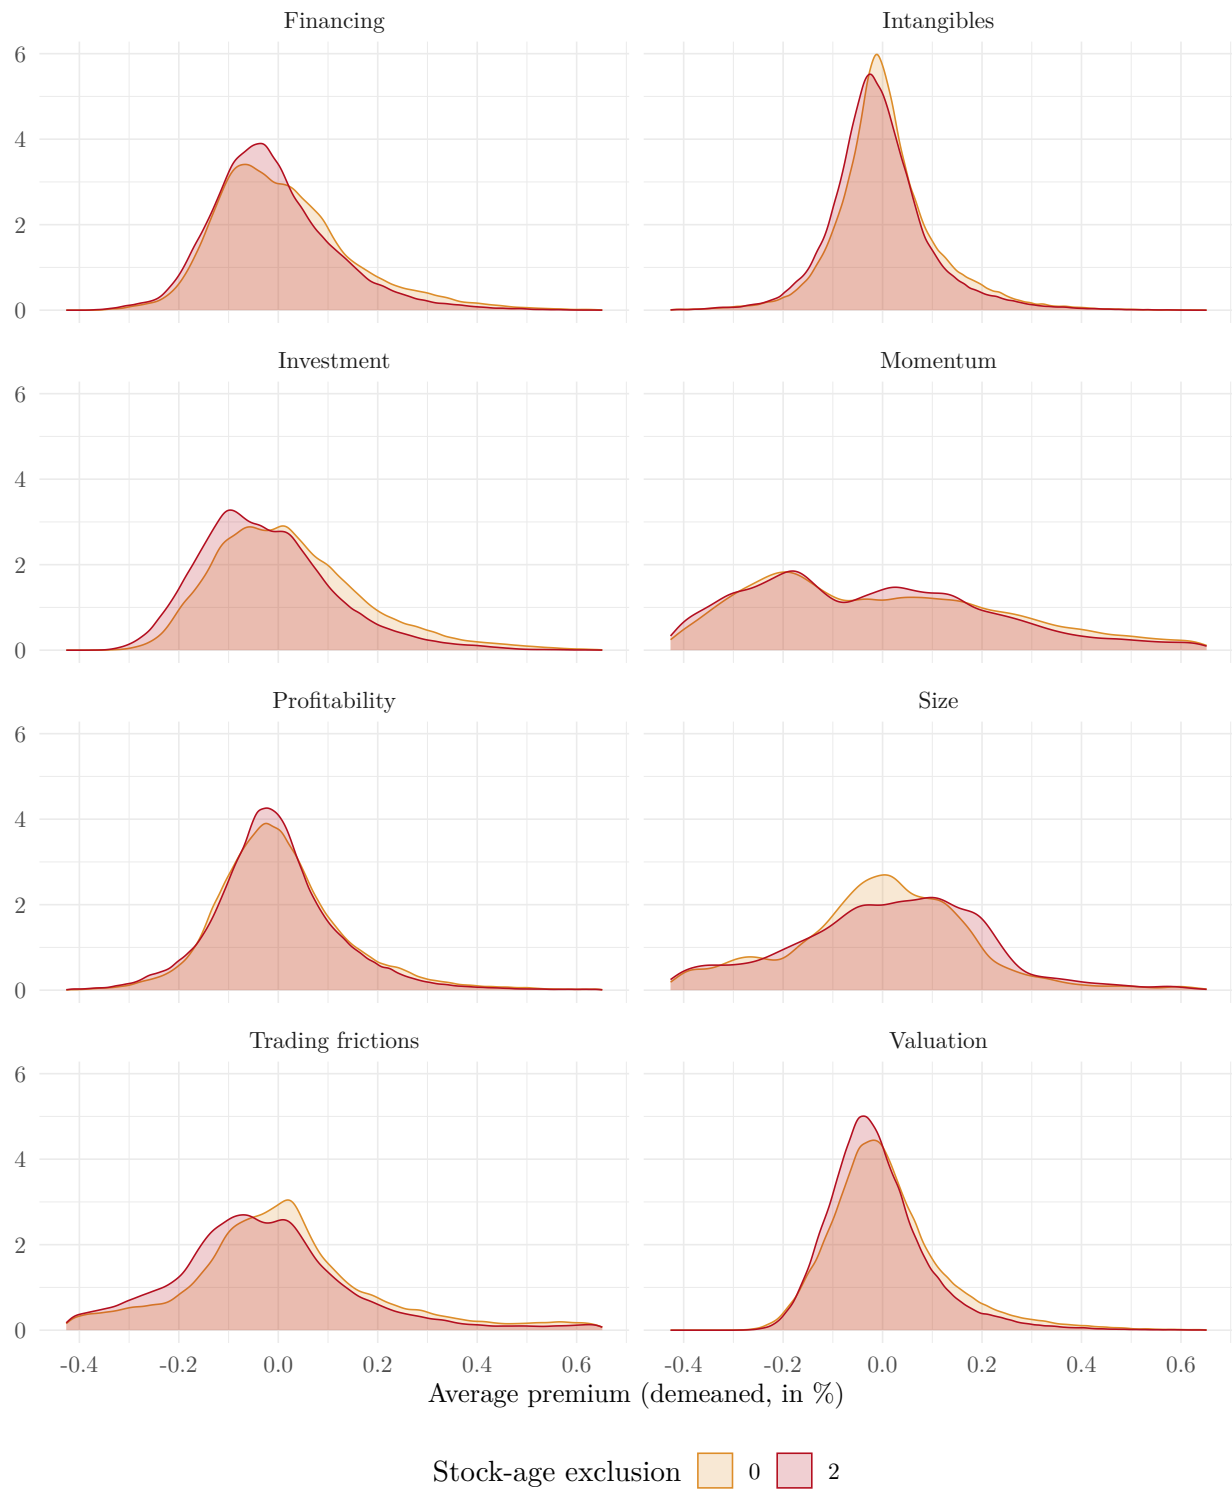 Financing Intangibles
6
4
2
0
Investment Momentum
6
4
2
0
Profitability Size
6
4
2
0
Trading frictions Valuation
6
4
2
0
-0.4 -0.2 0.0 0.2 0.4 0.6 -0.4 -0.2 0.0 0.2 0.4 0.6
Average premium (demeaned, in %)
Stock-age exclusion 0 2